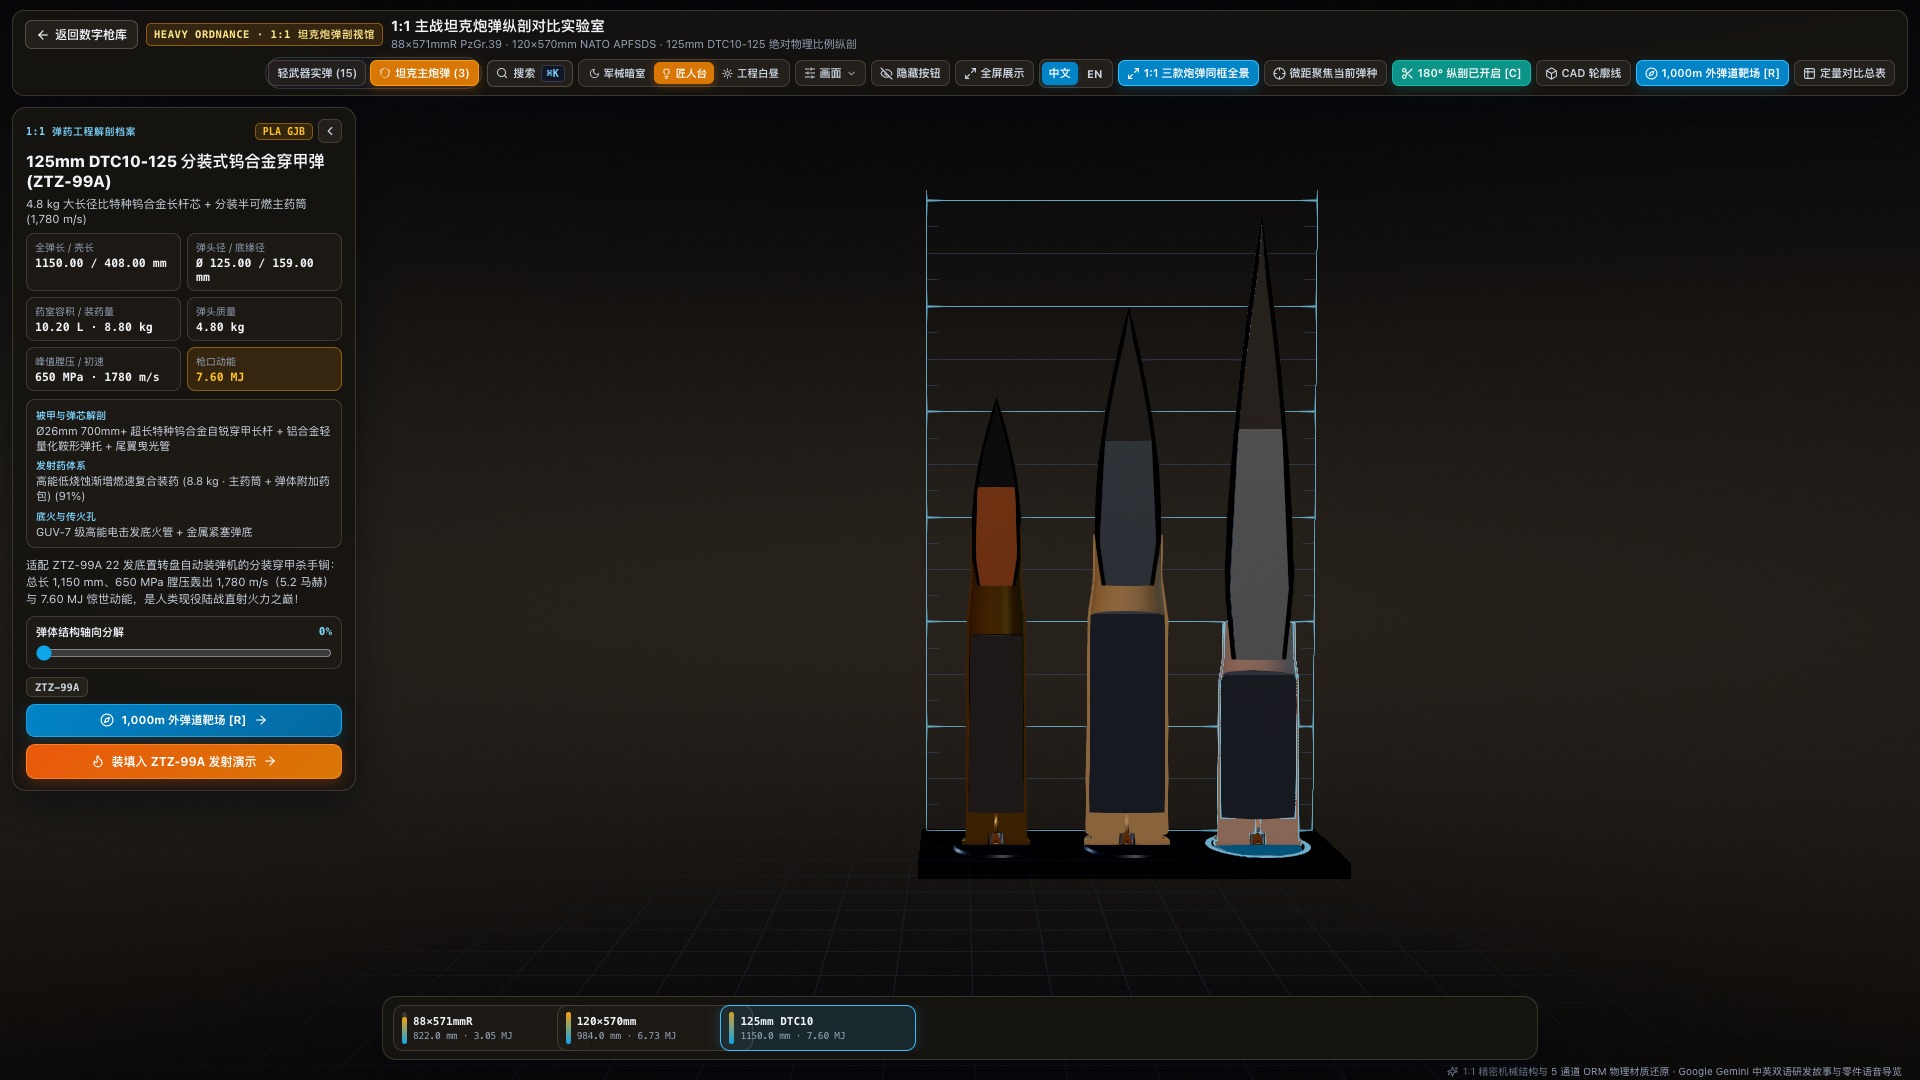 返回数字枪库
HEAVY ORDNANCE · 1:1 坦克炮弹剖视馆
1:1 主战坦克炮弹纵剖对比实验室
88×571mmR PzGr.39 · 120×570mm NATO APFSDS · 125mm DTC10-125 绝对物理比例纵剖
轻武器实弹 (15)
坦克主炮弹 (3)
搜索 ⌘K
军械暗室
匠人台
工程白昼
画面
隐藏按钮
全屏展示
中文
EN
1:1 三款炮弹同框全景
微距聚焦当前弹种
180° 纵剖已开启 [C]
CAD 轮廓线
1,000m 外弹道靶场 [R]
定量对比总表
1:1 弹药工程解剖档案
PLA GJB
125mm DTC10-125 分装式钨合金穿甲弹
(ZTZ-99A)
4.8 kg 大长径比特种钨合金长杆芯 + 分装半可燃主药筒
(1,780 m/s)
全弹长 / 壳长
1150.00 / 408.00 mm
弹头径 / 底缘径
Ø 125.00 / 159.00
mm
药室容积 / 装药量
10.20 L · 8.80 kg
弹头质量
4.80 kg
峰值膛压 / 初速
650 MPa · 1780 m/s
枪口动能
7.60 MJ
被甲与弹芯解剖
Ø26mm 700mm+ 超长特种钨合金自锐穿甲长杆 + 铝合金轻
量化鞍形弹托 + 尾翼曳光管
发射药体系
高能低烧蚀渐增燃速复合装药 (8.8 kg · 主药筒 + 弹体附加药
包) (91%)
底火与传火孔
GUV-7 级高能电击发底火管 + 金属紧塞弹底
适配 ZTZ-99A 22 发底置转盘自动装弹机的分装穿甲杀手锏：
总长 1,150 mm、650 MPa 膛压轰出 1,780 m/s（5.2 马赫）
与 7.60 MJ 惊世动能，是人类现役陆战直射火力之巅！
弹体结构轴向分解
0%
ZTZ-99A
1,000m 外弹道靶场 [R]
装填入 ZTZ-99A 发射演示
88×571mmR
822.0 mm · 3.05 MJ
120×570mm
984.0 mm · 6.73 MJ
125mm DTC10
1150.0 mm · 7.60 MJ
1:1 精密机械结构与 5 通道 ORM 物理材质还原 · Google Gemini 中英双语研发故事与零件语音导览